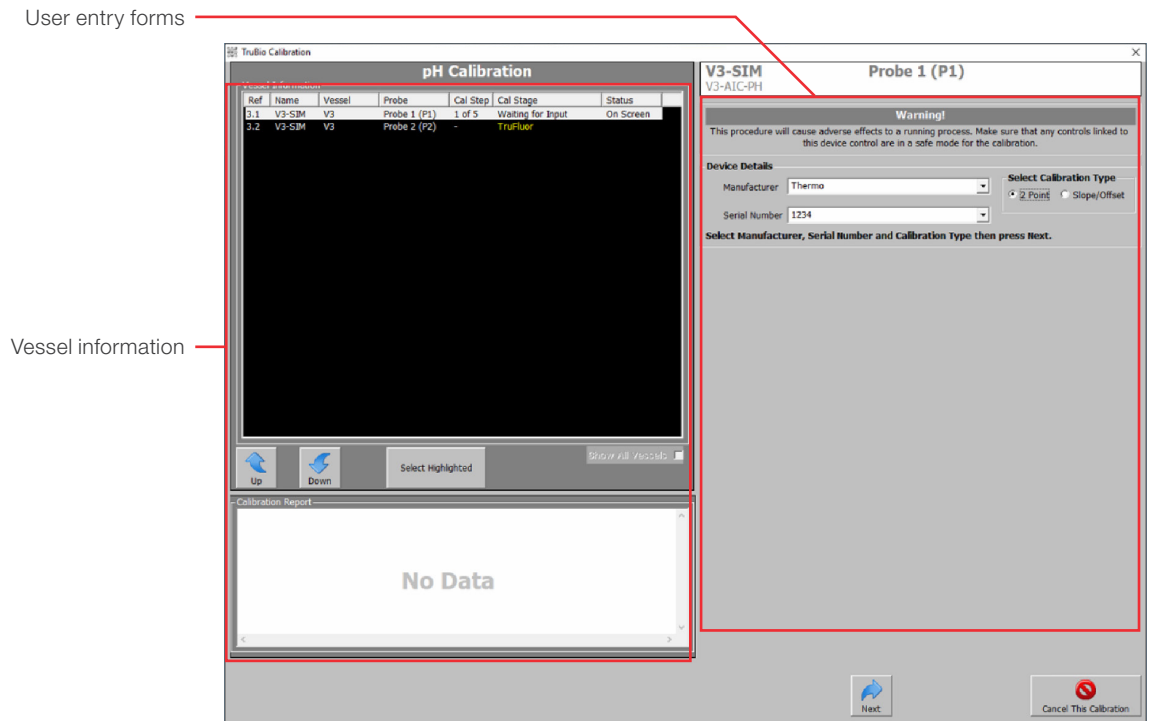 User entry forms
TruBio Calibration
pH Calibration
Vessel Information
Ref Name Vessel Probe Cal Step Cal Stage Status
3.1 V3-SIM V3 Probe 1 (P1) 1 of 5 Waiting for Input On Screen
3.2 V3-SIM V3 Probe 2 (P2) - TruFluor
Up
Down
Select Highlighted
Show All Vessels
Calibration Report
No Data
Vessel information
V3-SIM Probe 1 (P1)
V3-AIC-PH
Warning!
This procedure will cause adverse effects to a running process. Make sure that any controls linked to
this device control are in a safe mode for the calibration.
Device Details
Manufacturer Thermo
Serial Number 1234
Select Calibration Type
2 Point Slope/Offset
Select Manufacturer, Serial Number and Calibration Type then press Next.
Next
Cancel This Calibration